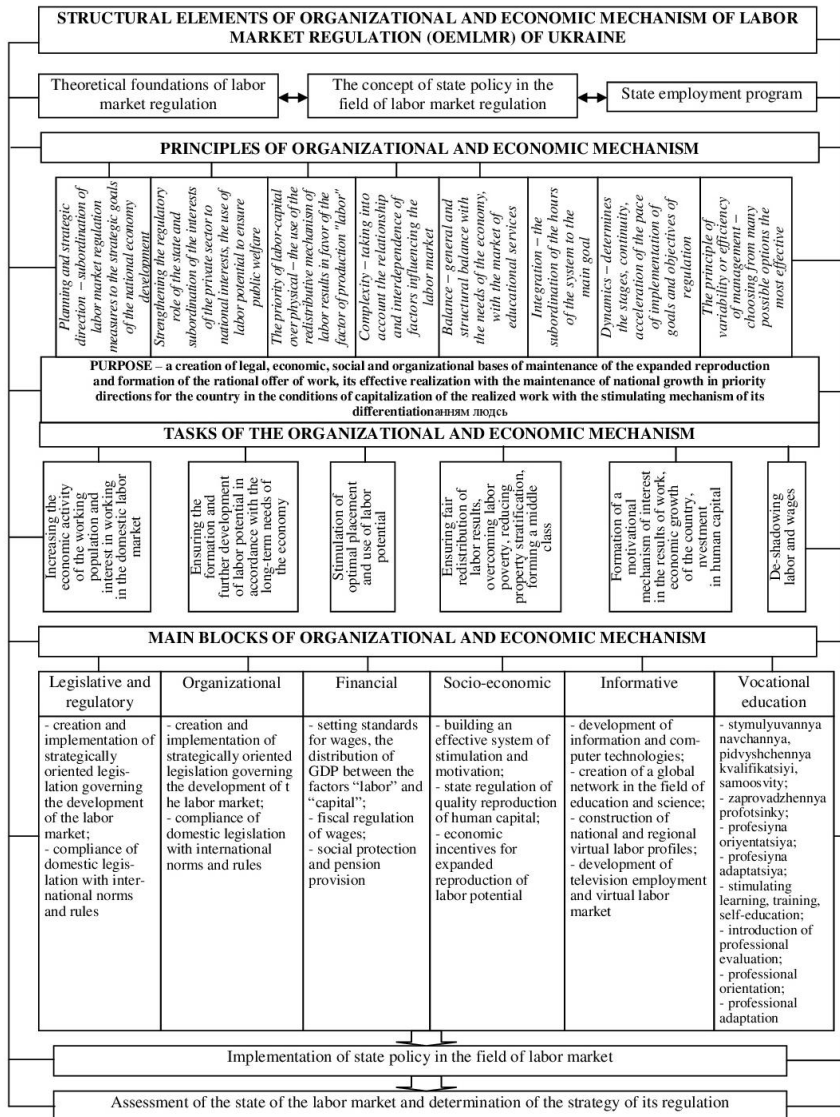 STRUCTURAL ELEMENTS OF ORGANIZATIONAL AND ECONOMIC MECHANISM OF LABOR
MARKET REGULATION (OEMLMR) OF UKRAINE
Theoretical foundations of labor
market regulation
The concept of state policy in the
field of labor market regulation
State employment program
PRINCIPLES OF ORGANIZATIONAL AND ECONOMIC MECHANISM
Planning and strategic
direction – subordination of
labor market regulation
measures to the strategic goals
of the national economy
development
Strengthening the regulatory
role of the state and
subordination of the interests
of the private sector to
national interests, the use of
labor potential to ensure
public welfare
The priority of labor-capital
over physical – the use of the
redistributive mechanism of
labor results in favor of the
factor of production "labor"
Complexity – taking into
account the relationship
and interdependence of
factors influencing the
labor market
Balance – general and
structural balance with
the needs of the economy,
with the market of
educational services
Integration – the
subordination of the hours
of the system to the
main goal
Dynamics – determines
the stages, continuity,
acceleration of the pace
of implementation of
goals and objectives of
regulation
The principle of
variability or efficiency
of management –
choosing from many
possible options the
most effective
PURPOSE – a creation of legal, economic, social and organizational bases of maintenance of the expanded reproduction
and formation of the rational offer of work, its effective realization with the maintenance of national growth in priority
directions for the country in the conditions of capitalization of the realized work with the stimulating mechanism of its
differentiationанням людсь
TASKS OF THE ORGANIZATIONAL AND ECONOMIC MECHANISM
Increasing the
economic activity
of the working
population and
interest in working
in the domestic labor
market
Ensuring the
formation and
further development
of labor potential in
accordance with the
long-term needs of
the economy
Stimulation of
optimal placement
and use of labor
potential
Ensuring fair
redistribution of
labor results,
overcoming labor
poverty, reducing
property stratification,
forming a middle
class
Formation of a
motivational
mechanism of interest
in the results of work,
economic growth
of the country,
nvestment
in human capital
De-shadowing
labor and wages
MAIN BLOCKS OF ORGANIZATIONAL AND ECONOMIC MECHANISM
Legislative and
regulatory
- creation and
implementation of
strategically
oriented legis-
lation governing
the development
of the labor
market;
- compliance of
domestic legis-
lation with inter-
national norms
and rules
Organizational
- creation and
implementation of
strategically oriented
legislation governing
the development of t
he labor market;
- compliance of
domestic legislation
with international
norms and rules
Financial
- setting standards
for wages, the
distribution of
GDP between the
factors “labor” and
“capital”;
- fiscal regulation
of wages;
- social protection
and pension
provision
Socio-economic
- building an
effective system of
stimulation and
motivation;
- state regulation of
quality reproduction
of human capital;
- economic
incentives for
expanded
reproduction of
labor potential
Informative
- development of
information and com-
puter technologies;
- creation of a global
network in the field of
education and science;
- construction of
national and regional
virtual labor profiles;
- development of
television employment
and virtual labor
market
Vocational
education
- stymulyuvannya
navchannya,
pidvyshchennya
kvalifikatsiyi,
samoosvity;
- zaprovadzhennya
profotsinky;
- profesiyna
oriyentatsiya;
- profesiyna
adaptatsiya;
- stimulating
learning, training,
self-education;
- introduction of
professional
evaluation;
- professional
orientation;
- professional
adaptation
Implementation of state policy in the field of labor market
Assessment of the state of the labor market and determination of the strategy of its regulation